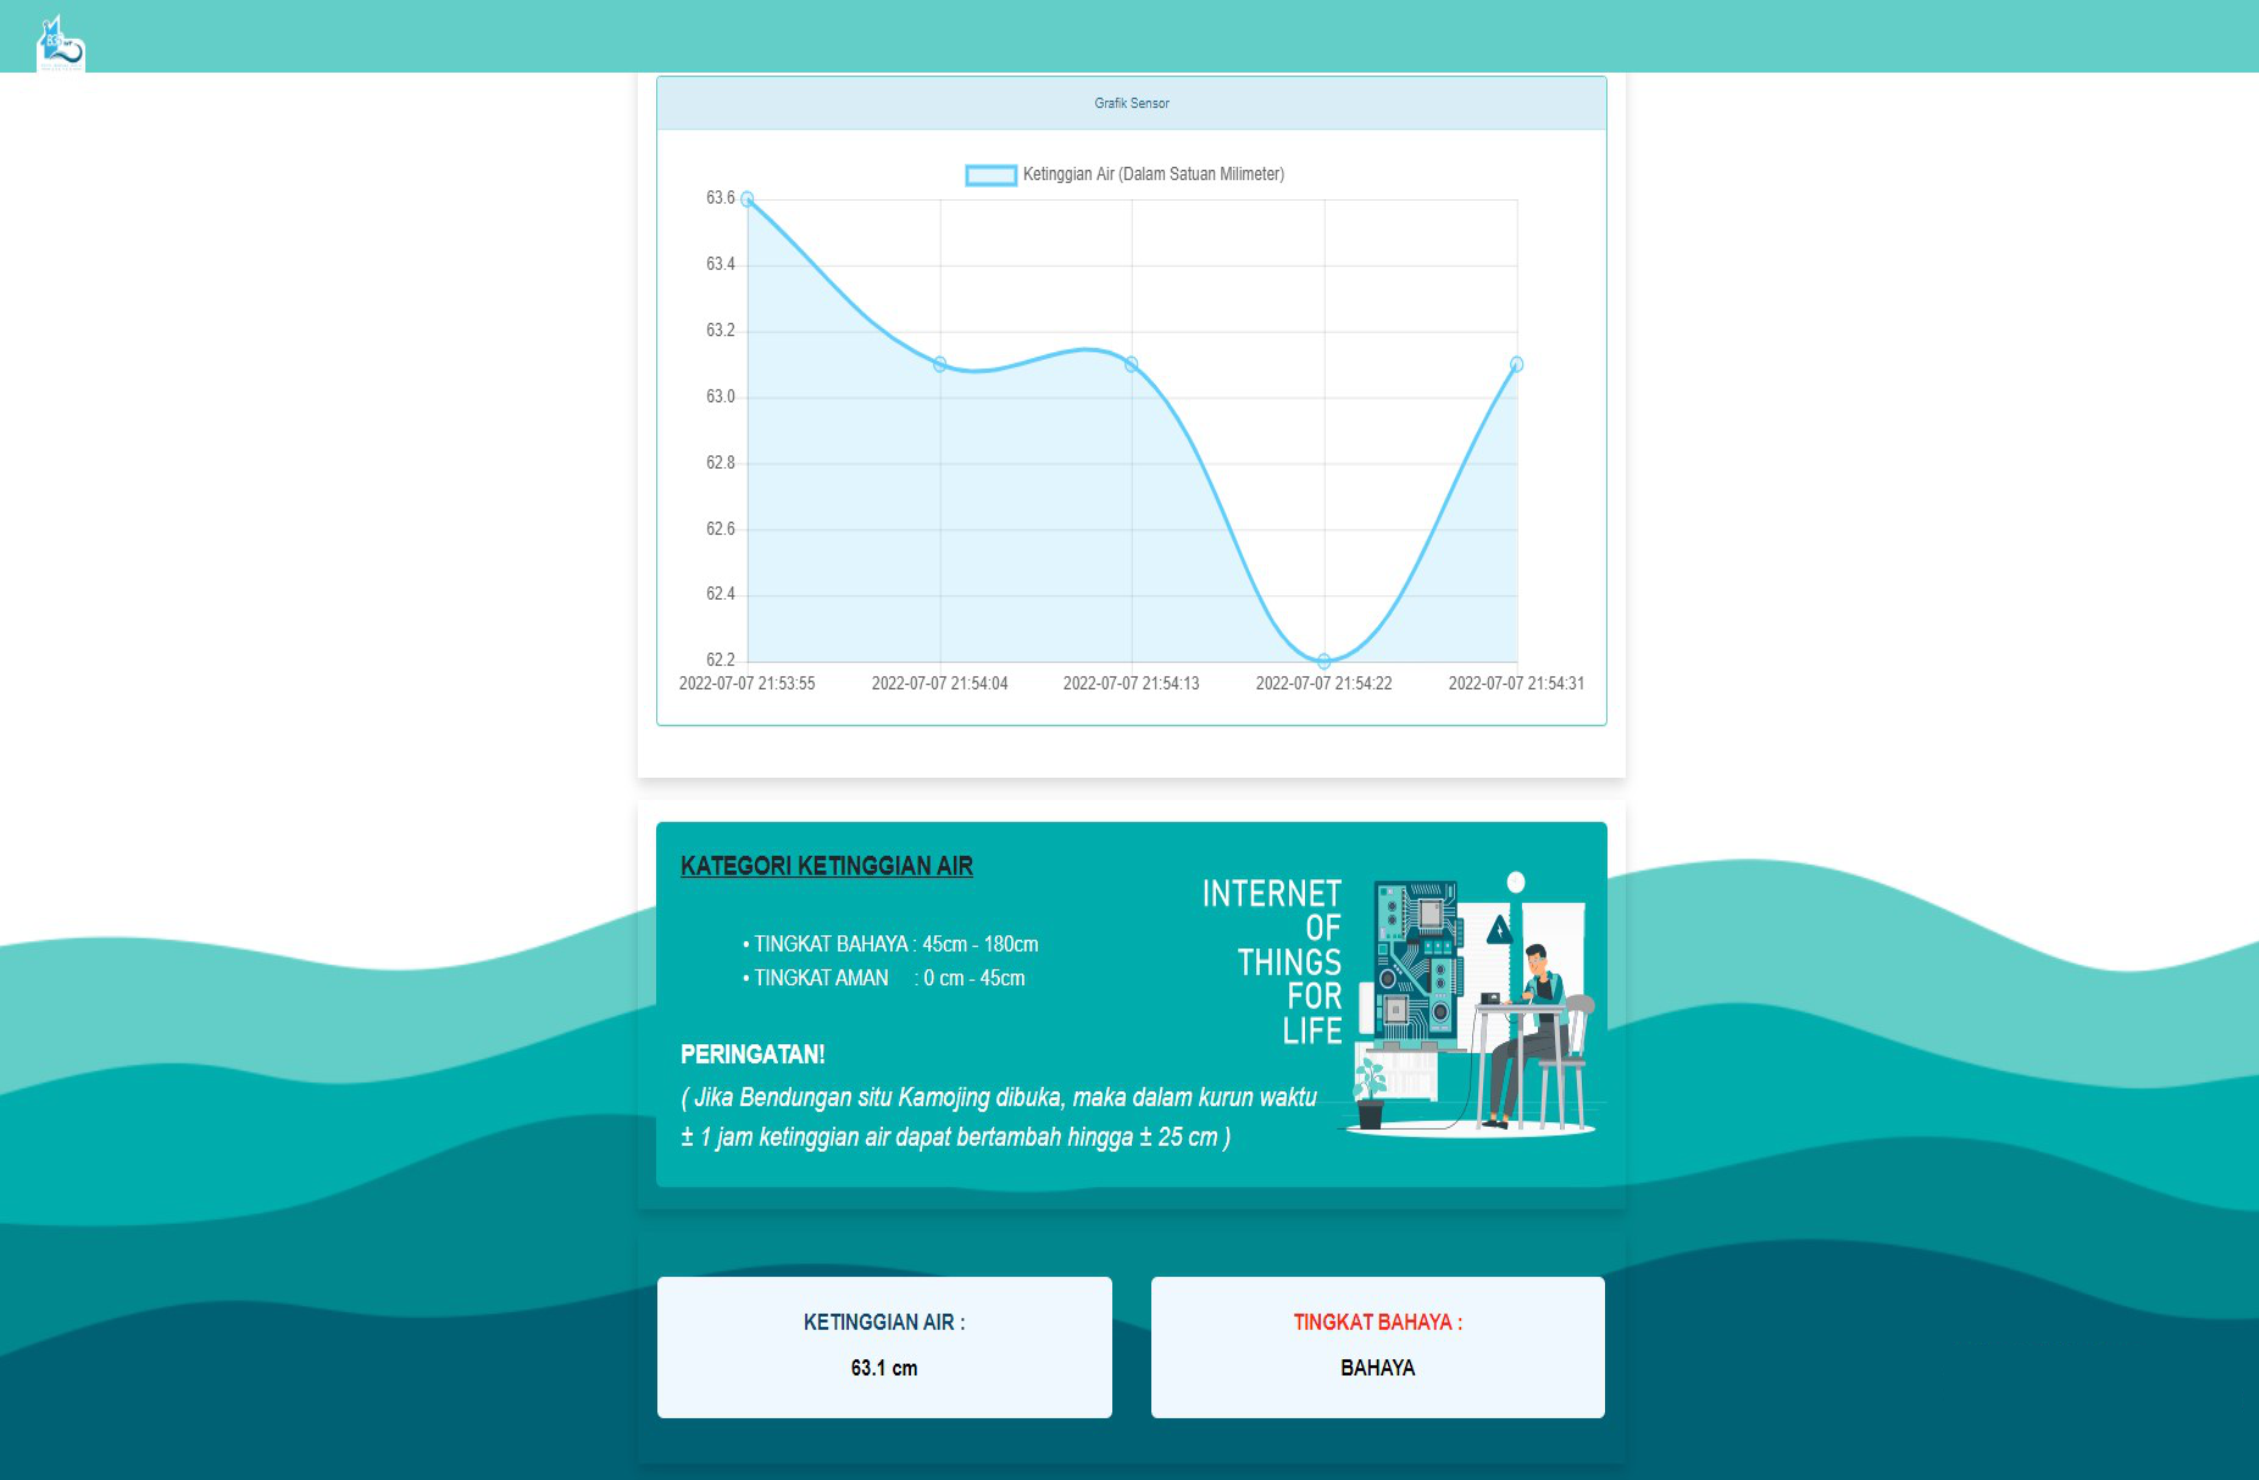 Grafik Sensor
Ketinggian Air (Dalam Satuan Milimeter)
63.6
63.4
63.2
63.0
62.8
62.6
62.4
62.2
2022-07-07 21:53:55 2022-07-07 21:54:04 2022-07-07 21:54:13 2022-07-07 21:54:22 2022-07-07 21:54:31
KATEGORI KETINGGIAN AIR
• TINGKAT BAHAYA : 45cm - 180cm
• TINGKAT AMAN : 0 cm - 45cm
PERINGATAN!
( Jika Bendungan situ Kamojing dibuka, maka dalam kurun waktu
± 1 jam ketinggian air dapat bertambah hingga ± 25 cm )
INTERNET
OF
THINGS
FOR
LIFE
KETINGGIAN AIR :
63.1 cm
TINGKAT BAHAYA :
BAHAYA